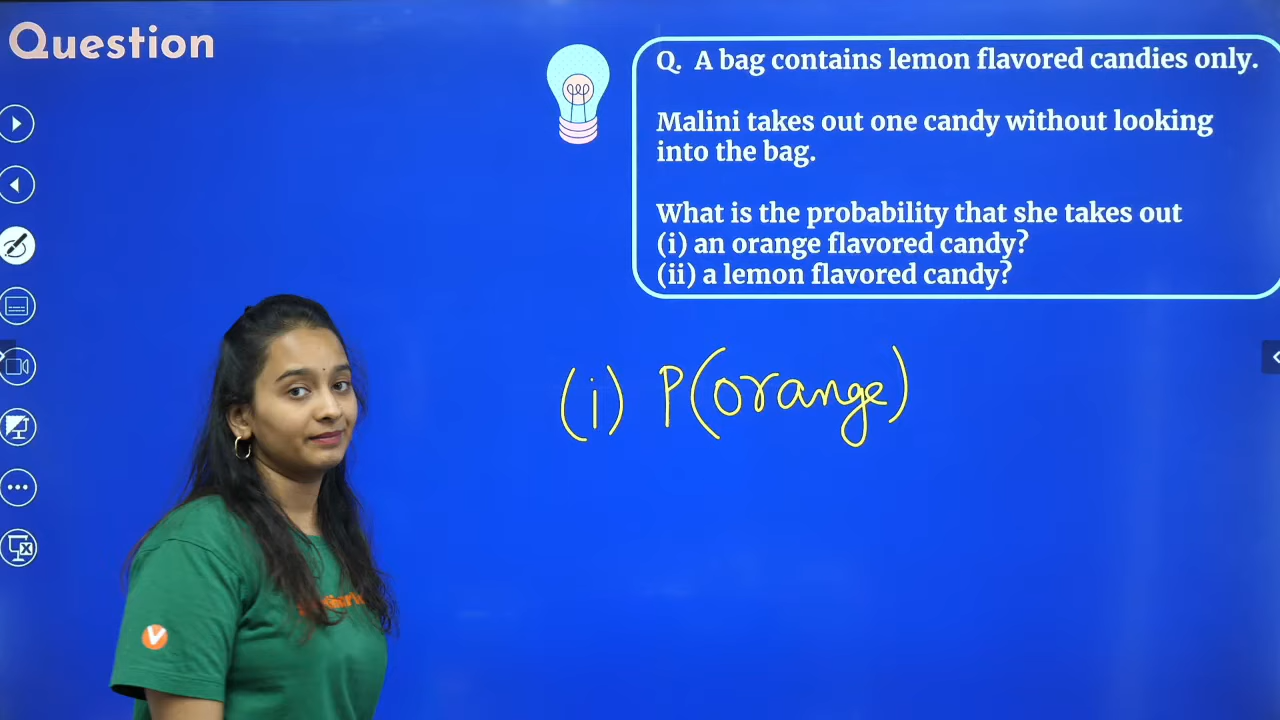 Question
Q. A bag contains lemon flavored candies only.
Malini takes out one candy without looking
into the bag.
What is the probability that she takes out
(i) an orange flavored candy?
(ii) a lemon flavored candy?
(i) P(orange)
V